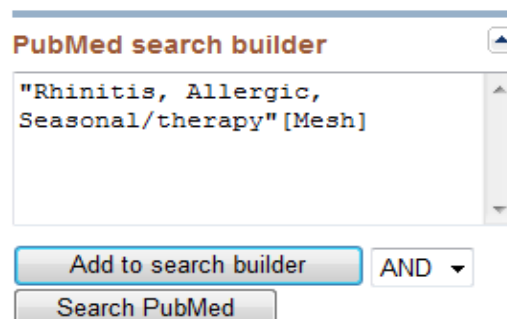 PubMed search builder
"Rhinitis, Allergic,
Seasonal/therapy"[Mesh]
Add to search builder AND
Search PubMed